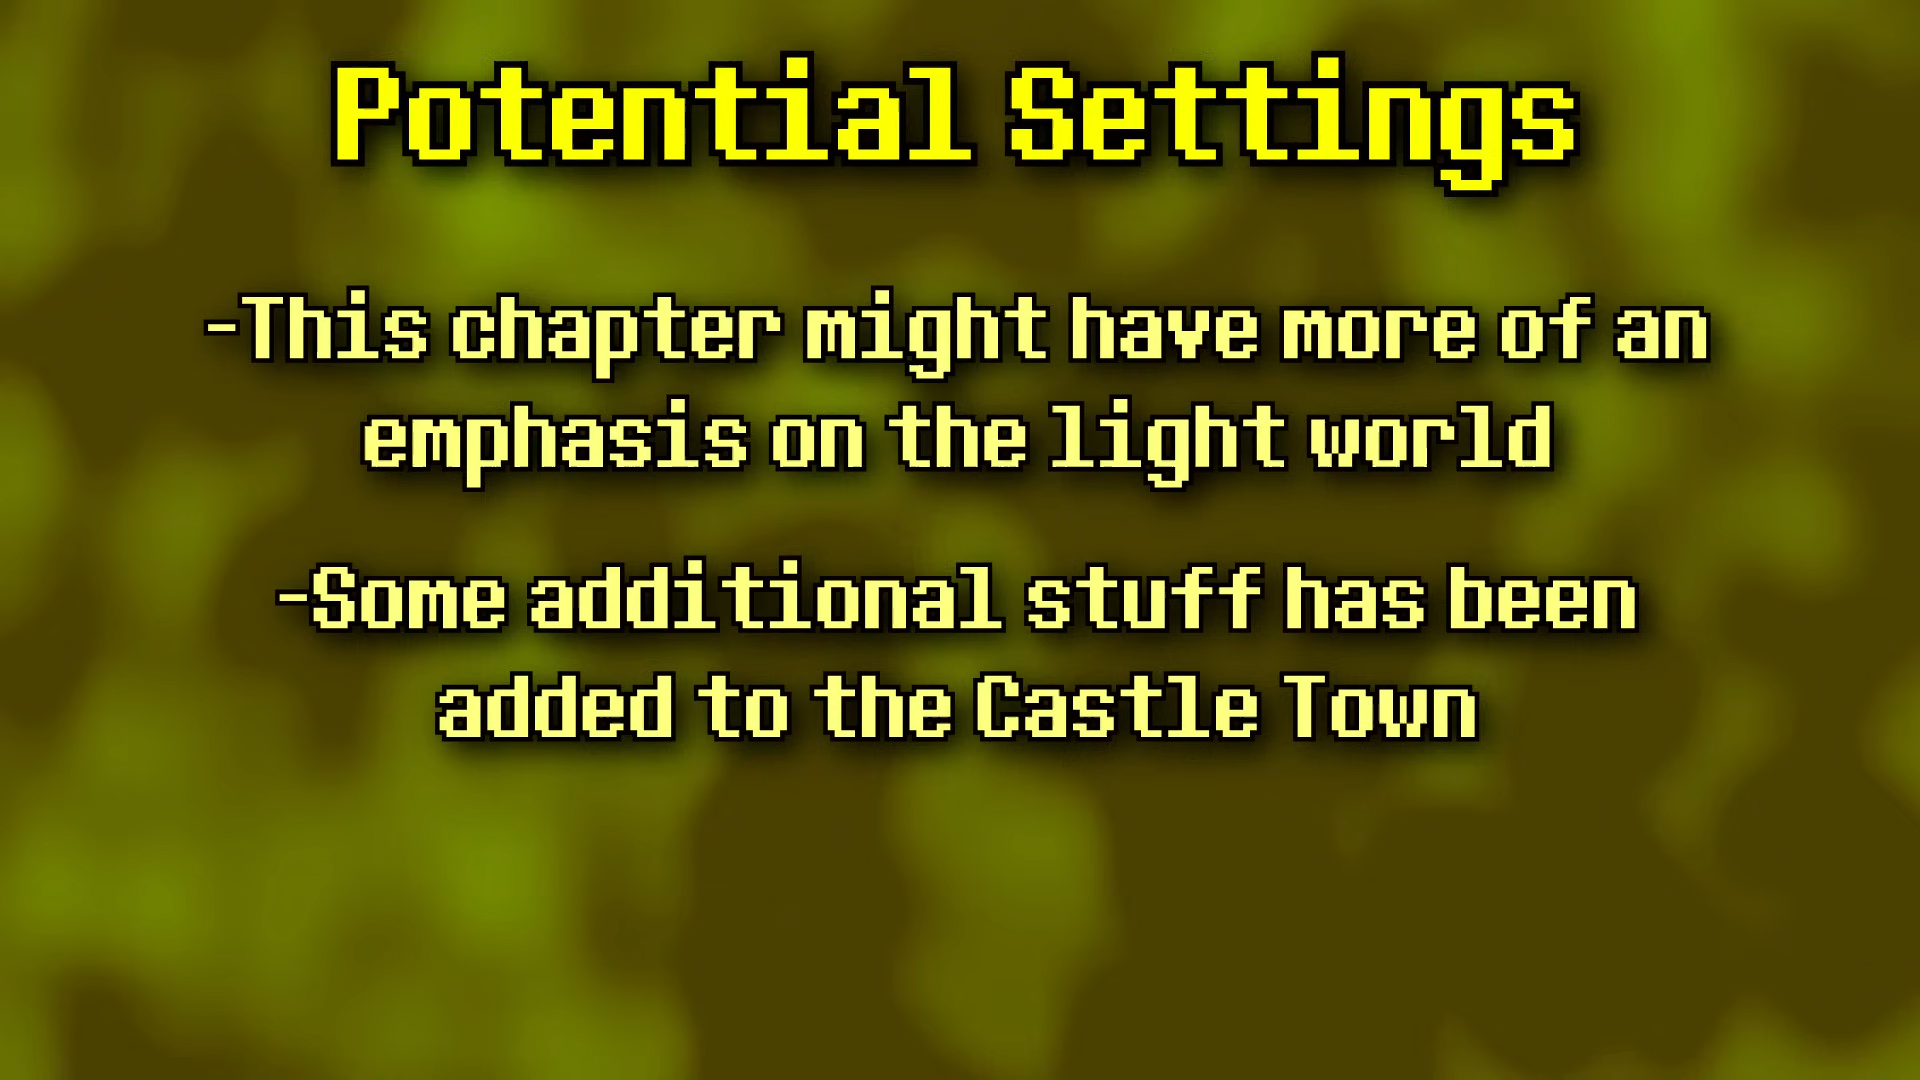 Potential Settings
-This chapter might have more of an
emphasis on the light world
-Some additional stuff has been
added to the Castle Town